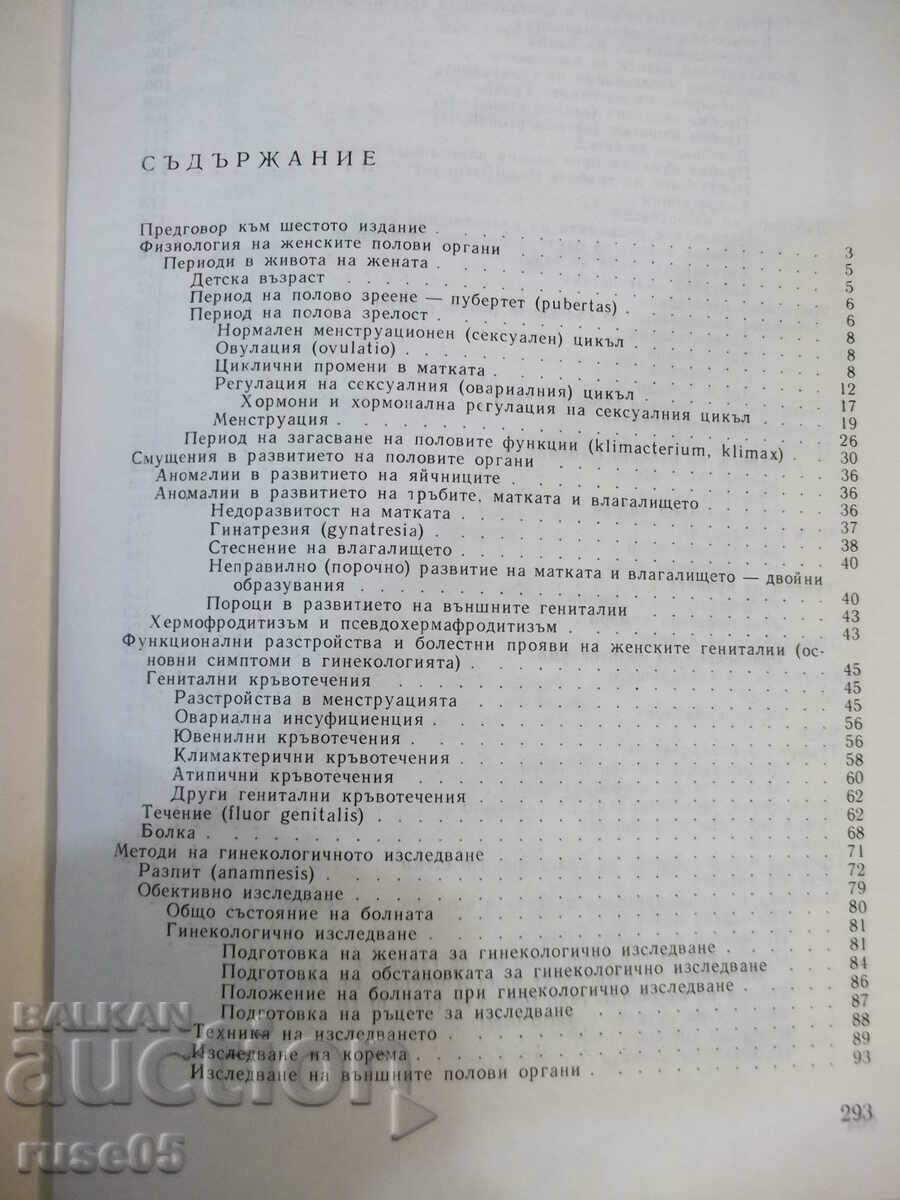 СЪДЪРЖАНИЕ
Предговор към шестото издание . . . 3
Физиология на женските полови органи . . . 5
Периоди в живота на жената . . . 5
Детска възраст . . . 6
Период на полово зреене — пубертет (pubertas) . . . 6
Период на полова зрелост . . . 8
Нормален менструационен (сексуален) цикъл . . . 8
Овулация (ovulatio) . . . 8
Циклични промени в матката . . . 12
Регулация на сексуалния (овариалния) цикъл . . . 17
Хормони и хормонална регулация на сексуалния цикъл . . . 19
Менструация . . . 26
Период на загасване на половите функции (klimacterium, klimax) . 30
Смущения в развитието на половите органи . . . 36
Аномалии в развитието на яйчниците . . . 36
Аномалии в развитието на тръбите, матката и влагалището . . . 36
Недоразвитост на матката . . . 37
Гинатрезия (gynatresia) . . . 38
Стеснение на влагалището . . . 40
Неправилно (порочно) развитие на матката и влагалището — двойни
образувания . . . 40
Пороци в развитието на външните гениталии . . . 43
Хермофродитизъм и псевдохермафродитизъм . . . 43
Функционални разстройства и болестни прояви на женските гениталии (ос-
новни симптоми в гинекологията) . . . 45
Генитални кръвотечения . . . 45
Разстройства в менструацията . . . 45
Овариална инсуфициенция . . . 56
Ювенилни кръвотечения . . . 56
Климактерични кръвотечения . . . 58
Атипични кръвотечения . . . 60
Други генитални кръвотечения . . . 62
Течение (fluor genitalis) . . . 62
Болка . . . 68
Методи на гинекологичното изследване . . . 71
Разпит (anamnesis) . . . 72
Обективно изследване . . . 79
Общо състояние на болната . . . 80
Гинекологично изследване . . . 81
Подготовка на жената за гинекологично изследване . . . 81
Подготовка на обстановката за гинекологично изследване . . . 84
Положение на болната при гинекологично изследване . . . 86
Подготовка на ръцете за изследване . . . 87
Техника на изследването . . . 88
Изследване на корема . . . 89
Изследване на външните полови органи . . . 93
293
BALKAN
auction
ruse05